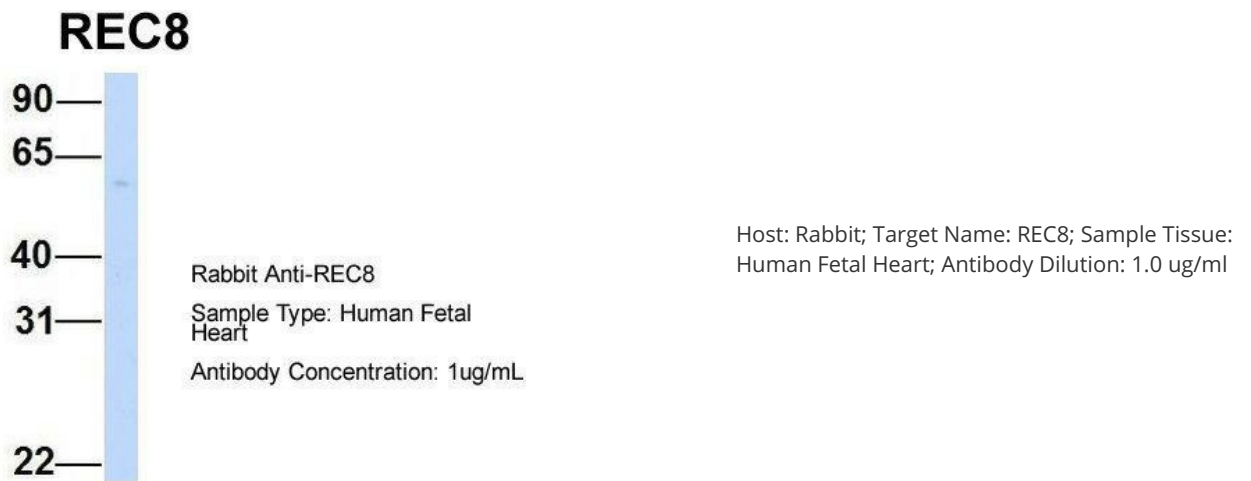 REC8
90
65
40
31
22
Rabbit Anti-REC8
Sample Type: Human Fetal
Heart
Antibody Concentration: 1ug/mL
Host: Rabbit; Target Name: REC8; Sample Tissue:
Human Fetal Heart; Antibody Dilution: 1.0 ug/ml